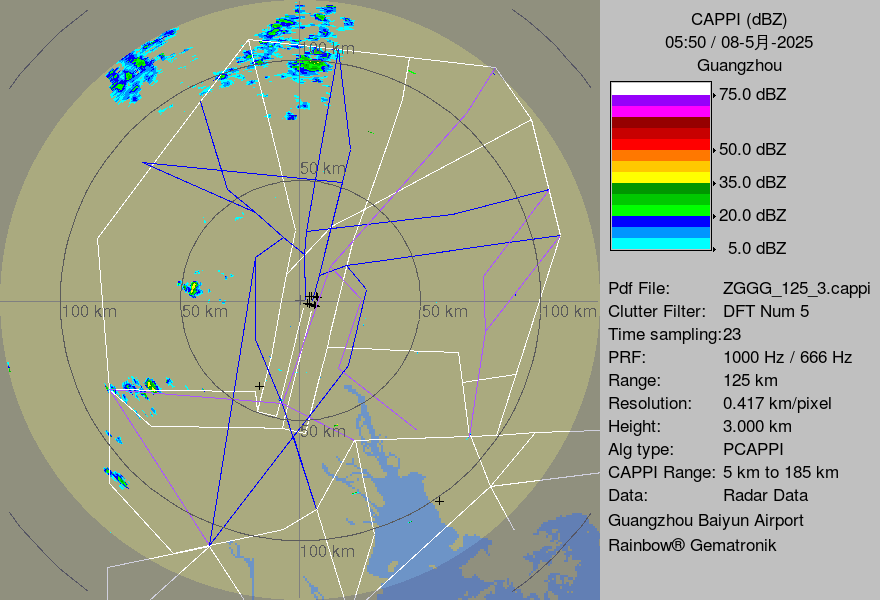 CAPPI (dBZ)
05:50 / 08-5月-2025
Guangzhou
75.0 dBZ
50.0 dBZ
35.0 dBZ
20.0 dBZ
5.0 dBZ
Pdf File: ZGGG_125_3.cappi
Clutter Filter: DFT Num 5
Time sampling:23
PRF: 1000 Hz / 666 Hz
Range: 125 km
Resolution: 0.417 km/pixel
Height: 3.000 km
Alg type: PCAPPI
CAPPI Range: 5 km to 185 km
Data: Radar Data
Guangzhou Baiyun Airport
Rainbow® Gematronik
100 km
50 km
100 km
50 km
50 km
100 km
50 km
100 km